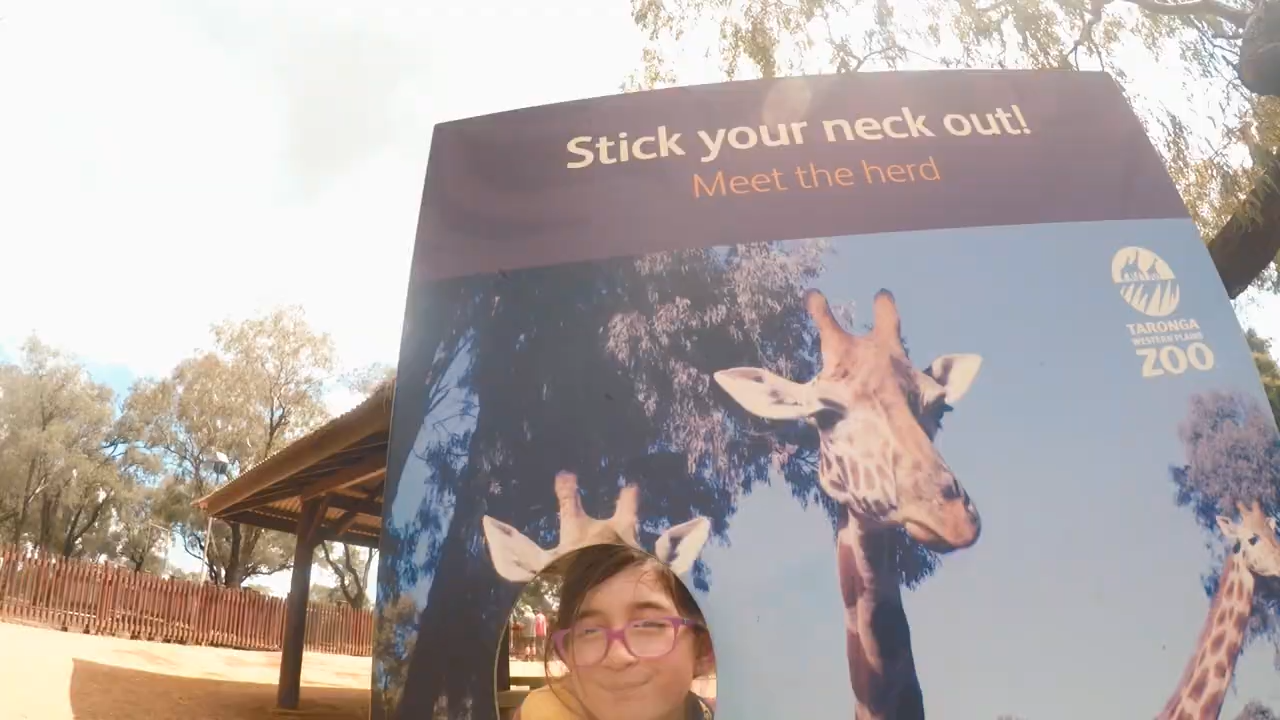 Stick your neck out!
Meet the herd
TARONGA
WESTERN PLAINS
ZOO